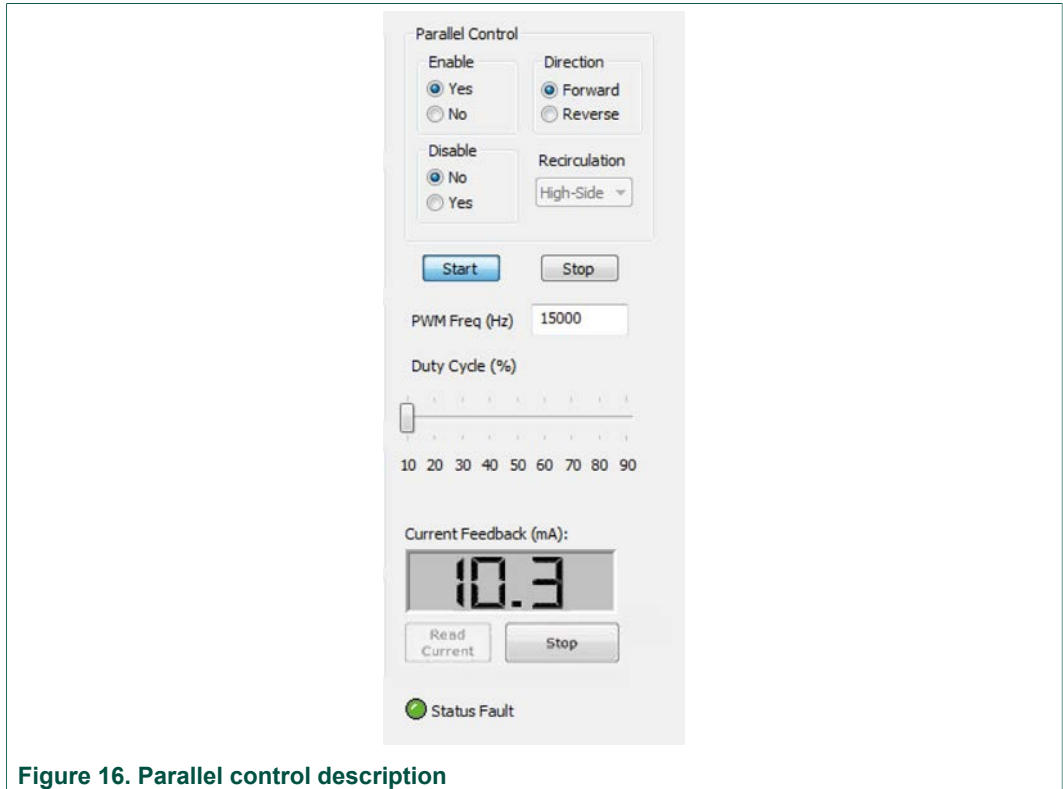 Parallel Control
Enable
Yes
No
Direction
Forward
Reverse
Disable
No
Yes
Recirculation
High-Side
Start
Stop
PWM Freq (Hz)
15000
Duty Cycle (%)
10 20 30 40 50 60 70 80 90
Current Feedback (mA):
10.3
Read
Current
Stop
Status Fault
Figure 16. Parallel control description